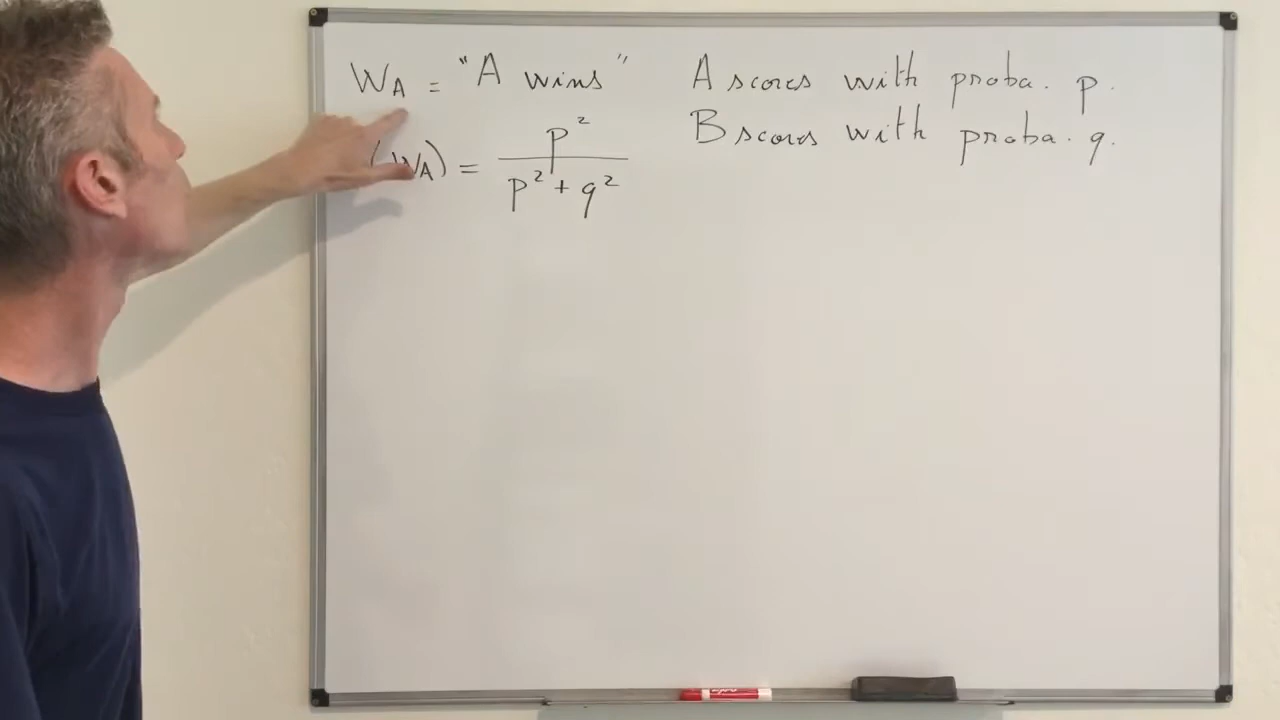 W_A = "A wins"
(W_A) = p² / (p² + q²)
A scores with proba. p.
B scores with proba. q.